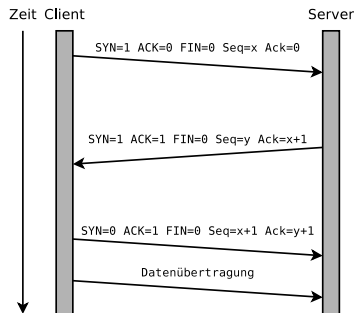 Zeit Client Server
SYN=1 ACK=0 FIN=0 Seq=x Ack=0
SYN=1 ACK=1 FIN=0 Seq=y Ack=x+1
SYN=0 ACK=1 FIN=0 Seq=x+1 Ack=y+1
Datenübertragung